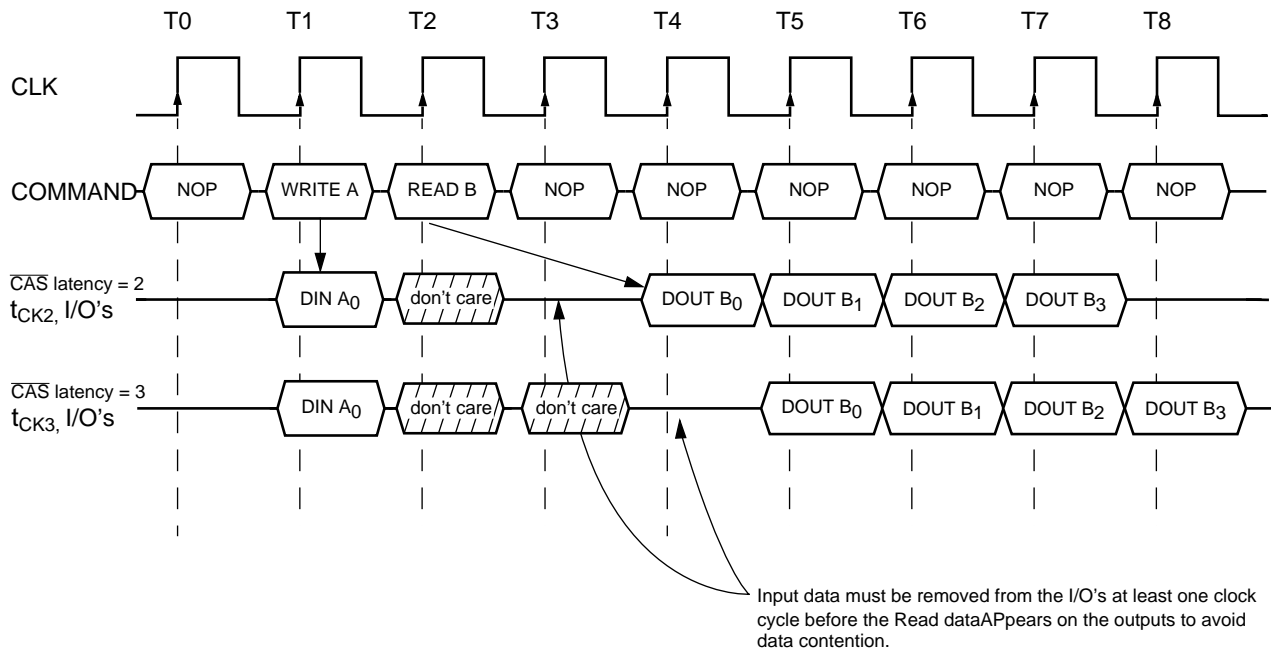 T0 T1 T2 T3 T4 T5 T6 T7 T8
CLK
COMMAND NOP WRITE A READ B NOP NOP NOP NOP NOP NOP
CAS latency = 2
tCK2, I/O's DIN A0 don't care DOUT B0 DOUT B1 DOUT B2 DOUT B3
CAS latency = 3
tCK3, I/O's DIN A0 don't care don't care DOUT B0 DOUT B1 DOUT B2 DOUT B3
Input data must be removed from the I/O's at least one clock
cycle before the Read dataAPpears on the outputs to avoid
data contention.